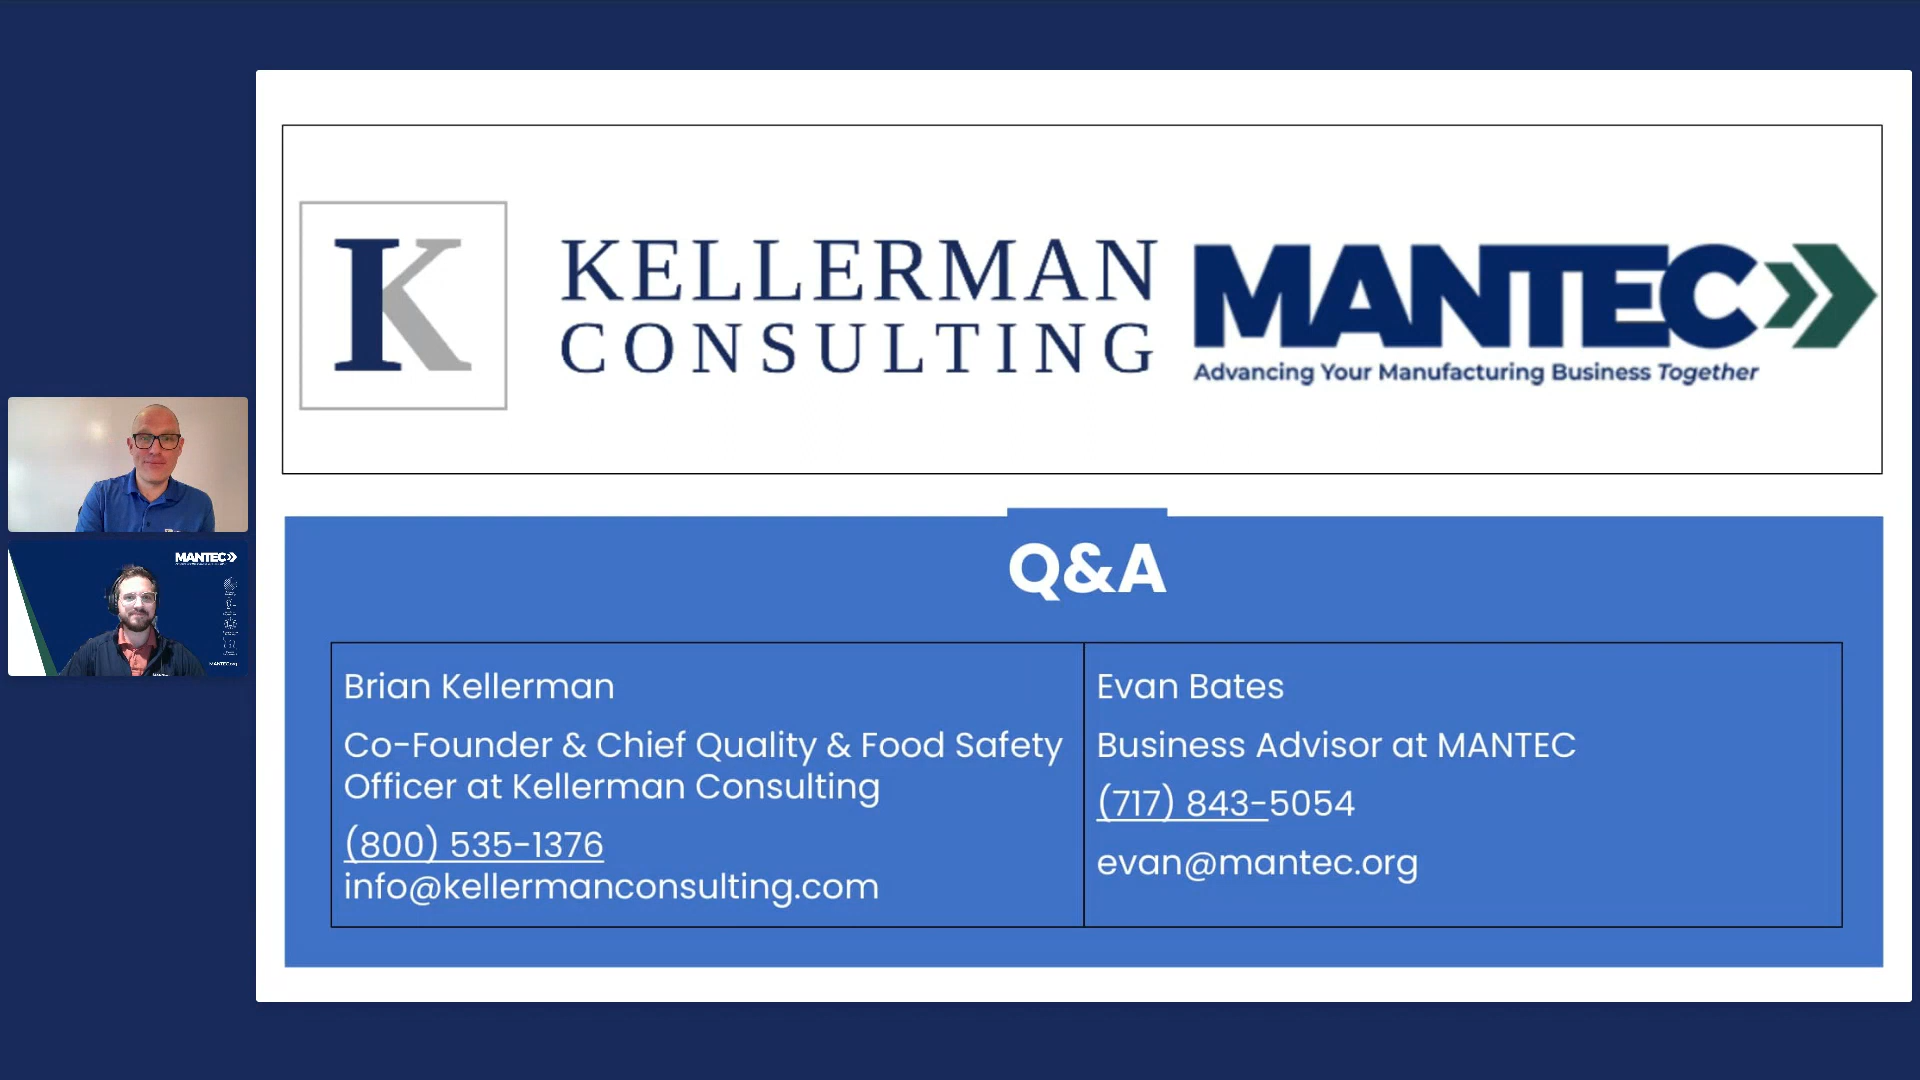 K
KELLERMAN
CONSULTING
MANTEC
Advancing Your Manufacturing Business Together
MANTEC
MANTEC.org
Q&A
Brian Kellerman
Co-Founder & Chief Quality & Food Safety
Officer at Kellerman Consulting
(800) 535-1376
info@kellermanconsulting.com
Evan Bates
Business Advisor at MANTEC
(717) 843-5054
evan@mantec.org